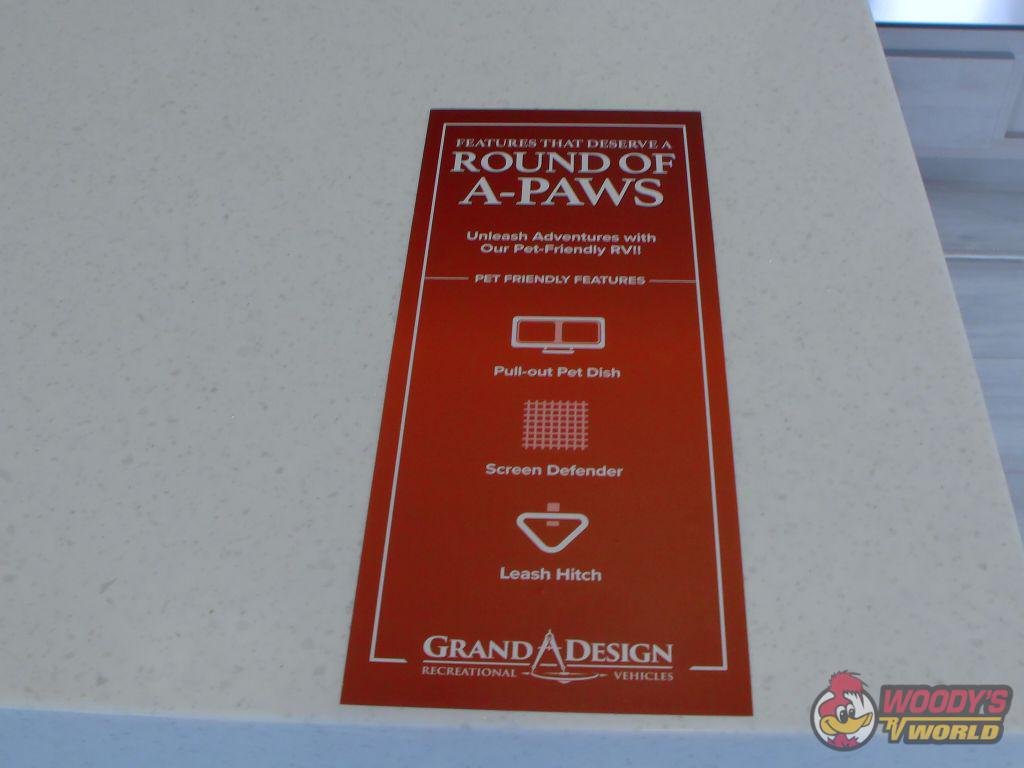 FEATURES THAT DESERVE A
ROUND OF
A-PAWS
Unleash Adventures with
Our Pet-Friendly RV!!
PET FRIENDLY FEATURES
Pull-out Pet Dish
Screen Defender
Leash Hitch
GRAND DESIGN
RECREATIONAL VEHICLES
WOODY'S
RV WORLD